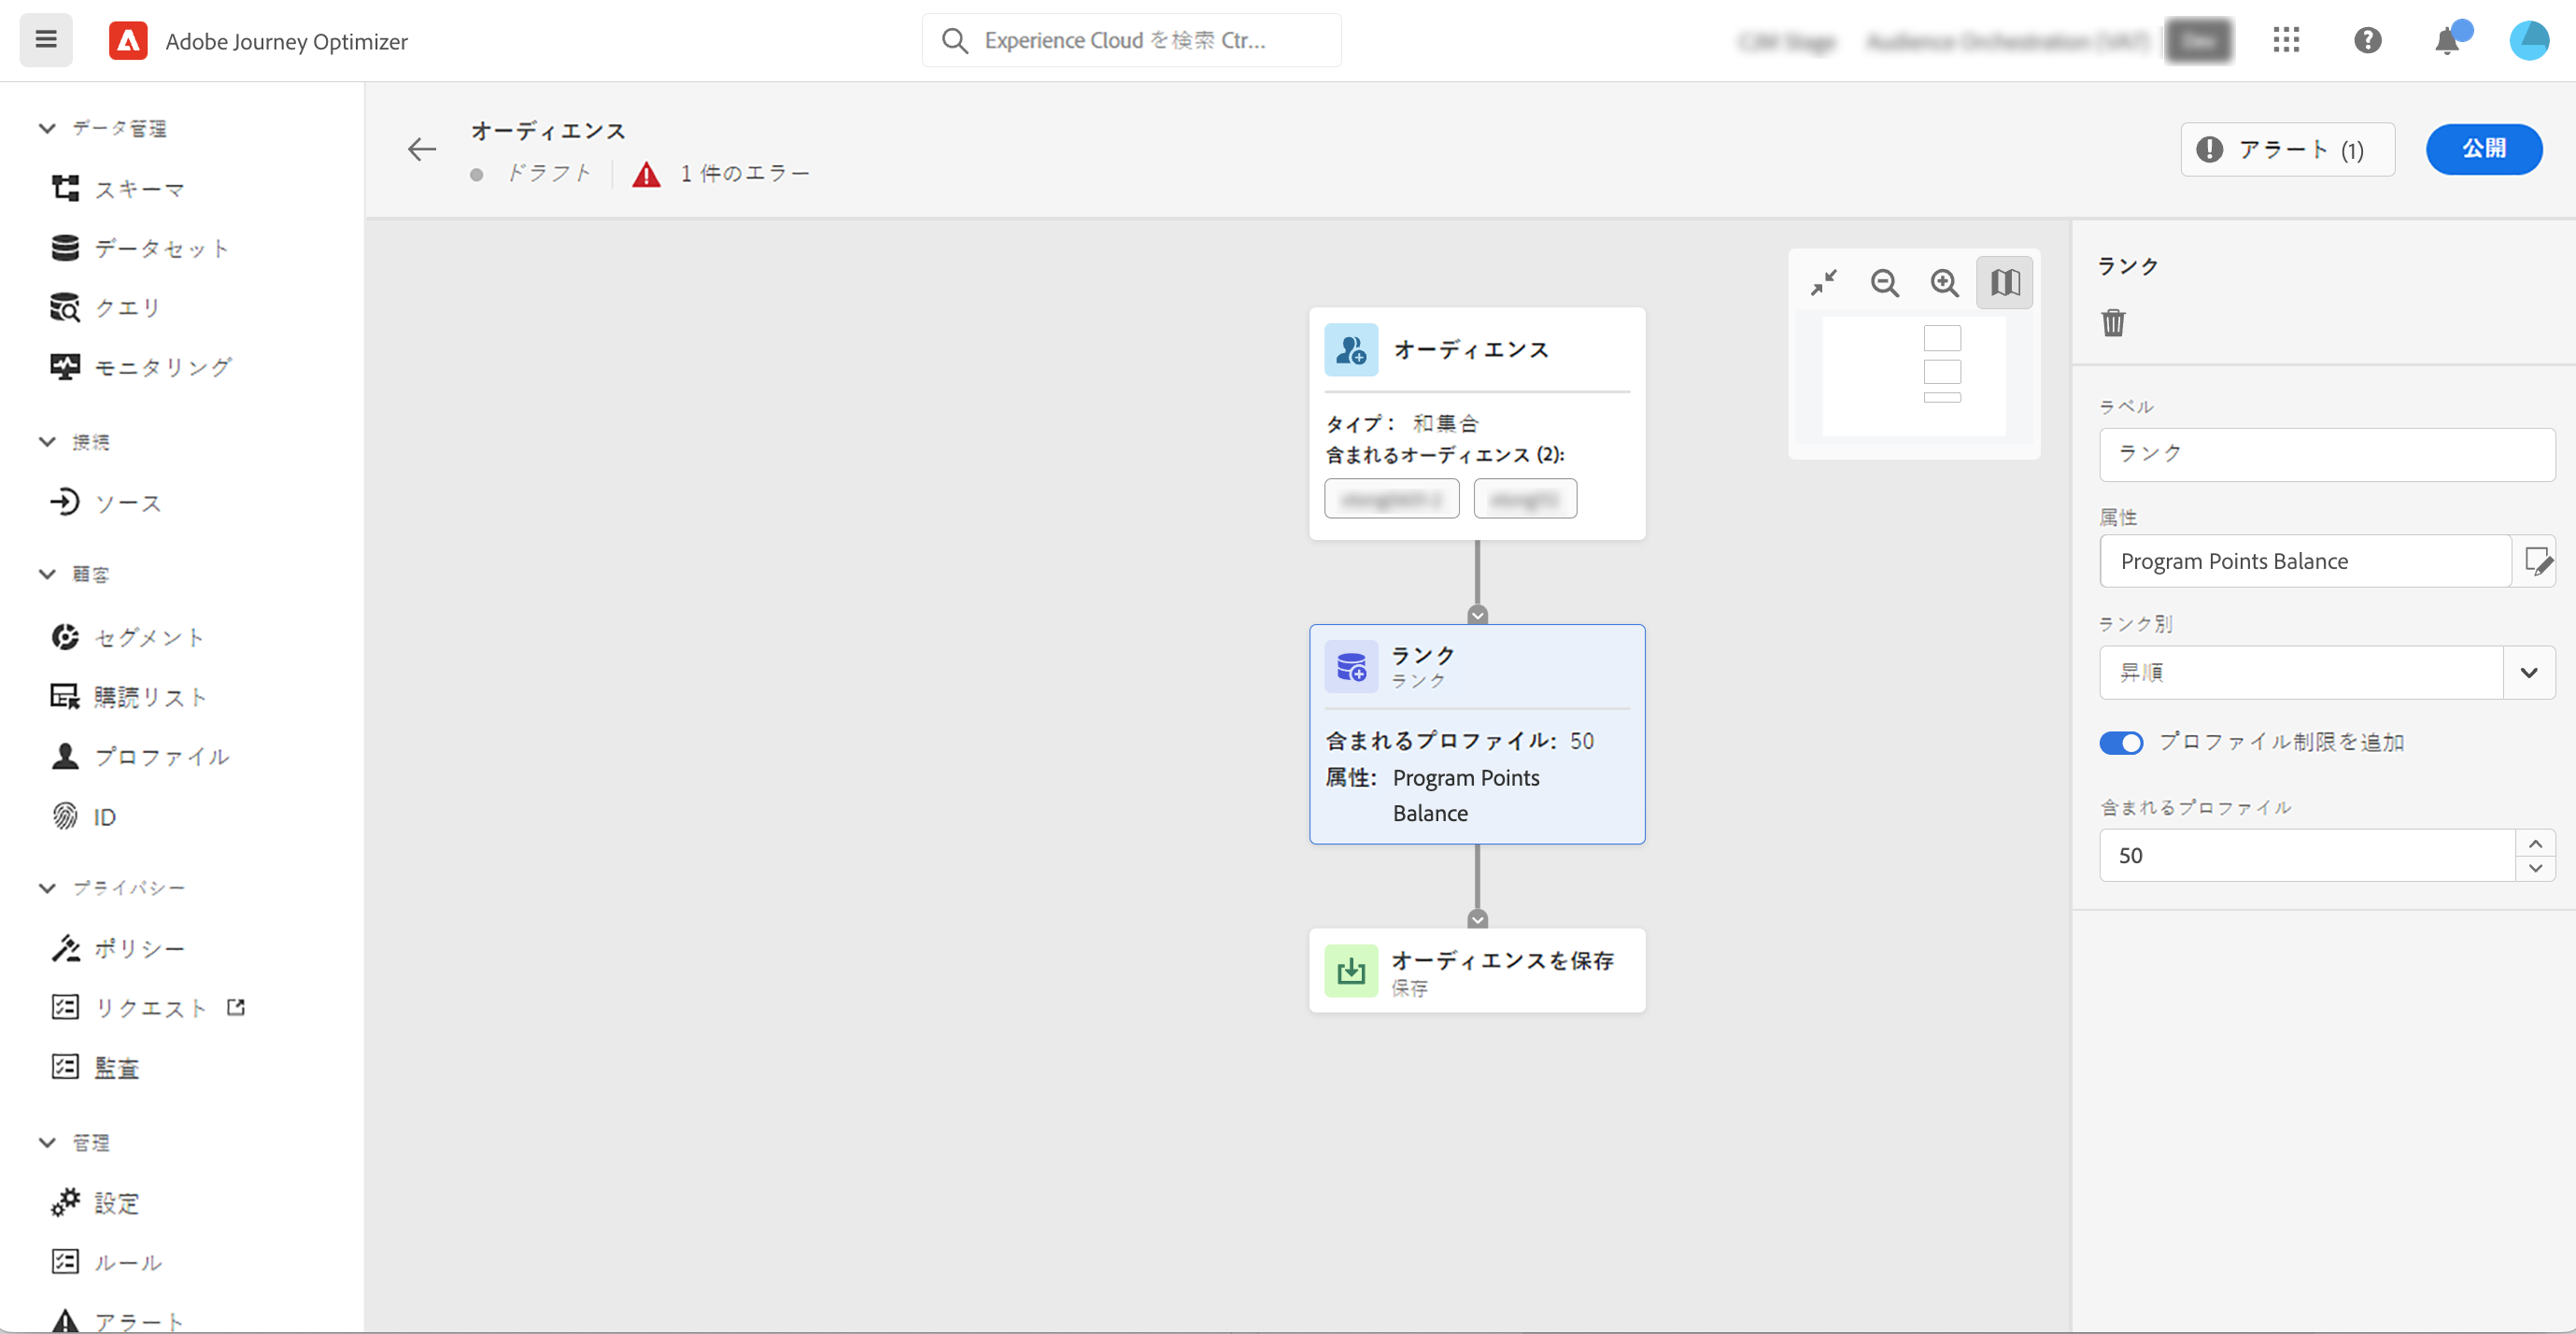 Adobe Journey Optimizer
Experience Cloud を検索 Ctr...
データ管理
スキーマ
データセット
クエリ
モニタリング
接続
ソース
顧客
セグメント
購読リスト
プロファイル
ID
プライバシー
ポリシー
リクエスト
監査
管理
設定
ルール
アラート
オーディエンス
ドラフト
1 件のエラー
アラート (1)
公開
オーディエンス
タイプ： 和集合
含まれるオーディエンス (2):
ランク
ランク
含まれるプロファイル: 50
属性: Program Points
Balance
オーディエンスを保存
保存
ランク
ラベル
ランク
属性
Program Points Balance
ランク別
昇順
プロファイル制限を追加
含まれるプロファイル
50